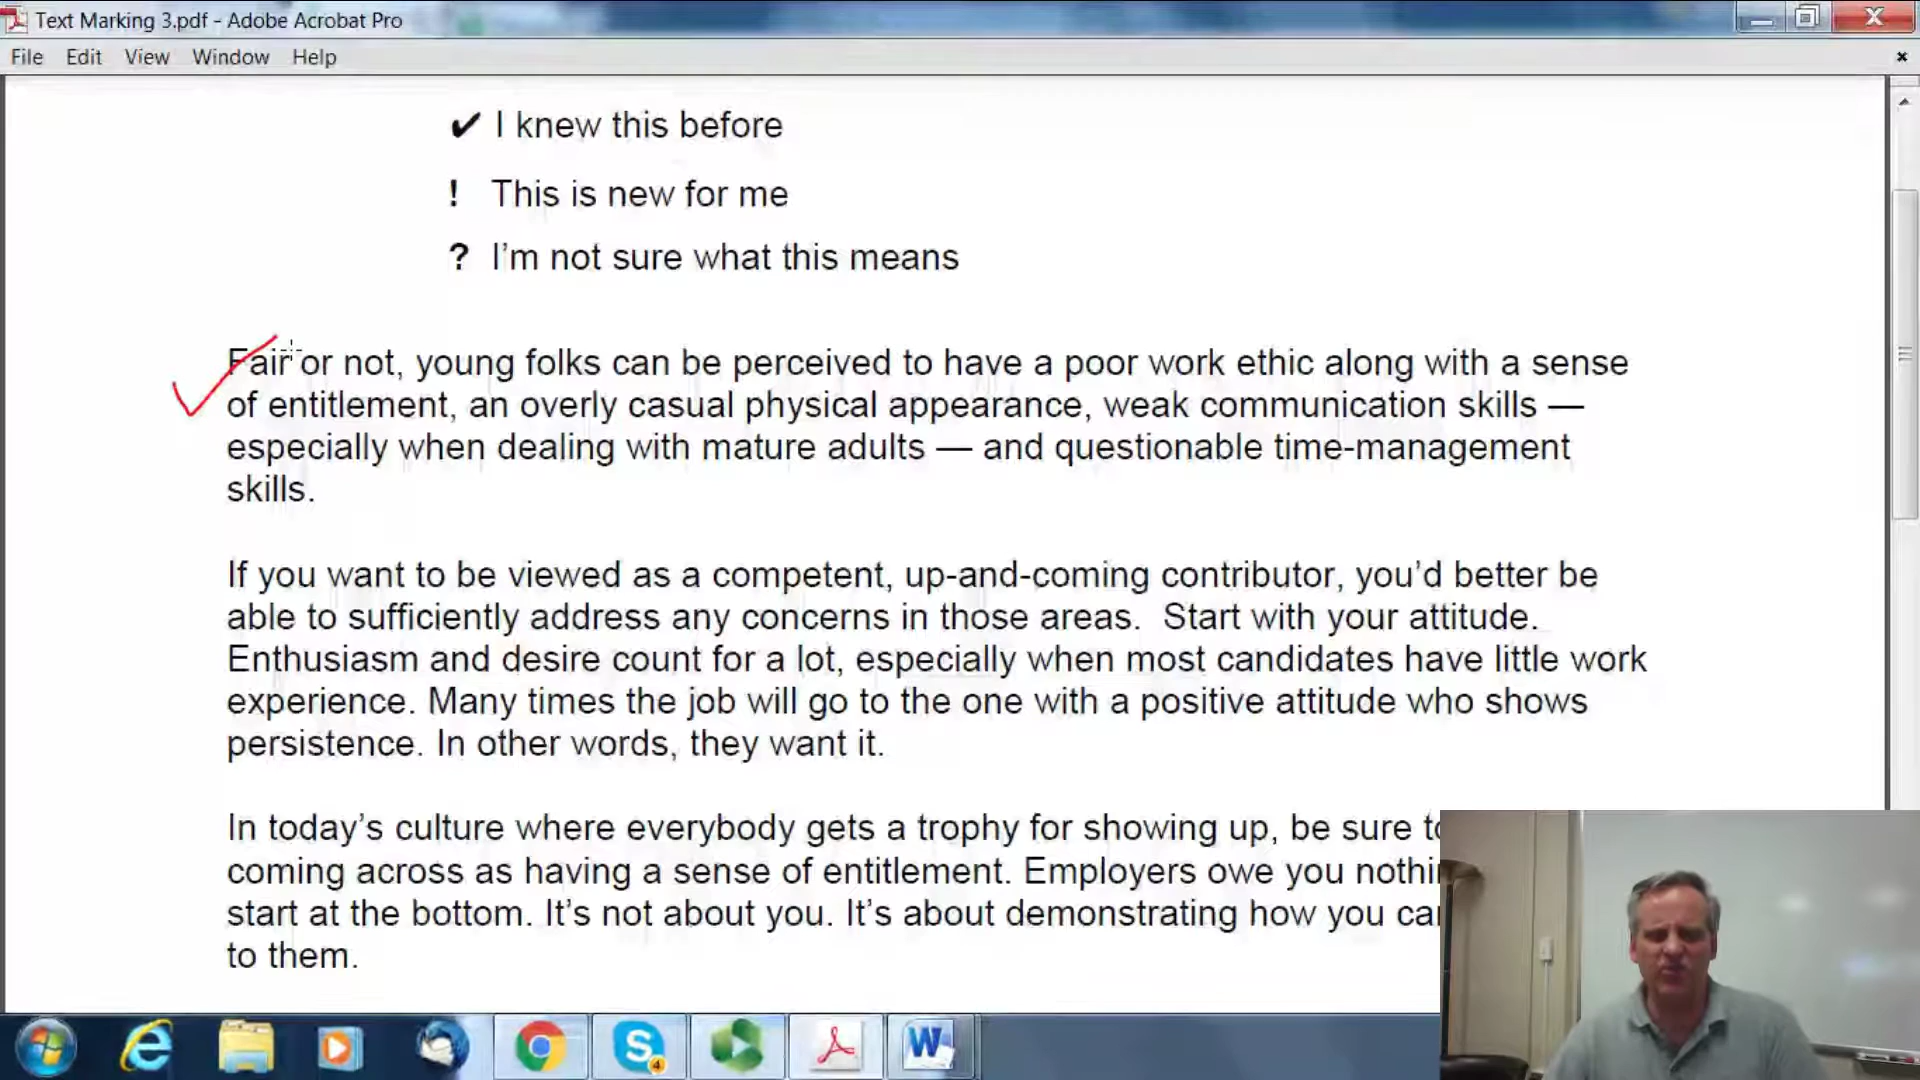 Text Marking 3.pdf - Adobe Acrobat Pro
File Edit View Window Help
✔ I knew this before
! This is new for me
? I'm not sure what this means
Fair or not, young folks can be perceived to have a poor work ethic along with a sense
of entitlement, an overly casual physical appearance, weak communication skills —
especially when dealing with mature adults — and questionable time-management
skills.
If you want to be viewed as a competent, up-and-coming contributor, you'd better be
able to sufficiently address any concerns in those areas.  Start with your attitude.
Enthusiasm and desire count for a lot, especially when most candidates have little work
experience. Many times the job will go to the one with a positive attitude who shows
persistence. In other words, they want it.
In today's culture where everybody gets a trophy for showing up, be sure
coming across as having a sense of entitlement. Employers owe you
start at the bottom. It's not about you. It's about demonstrating how you
to them.
4